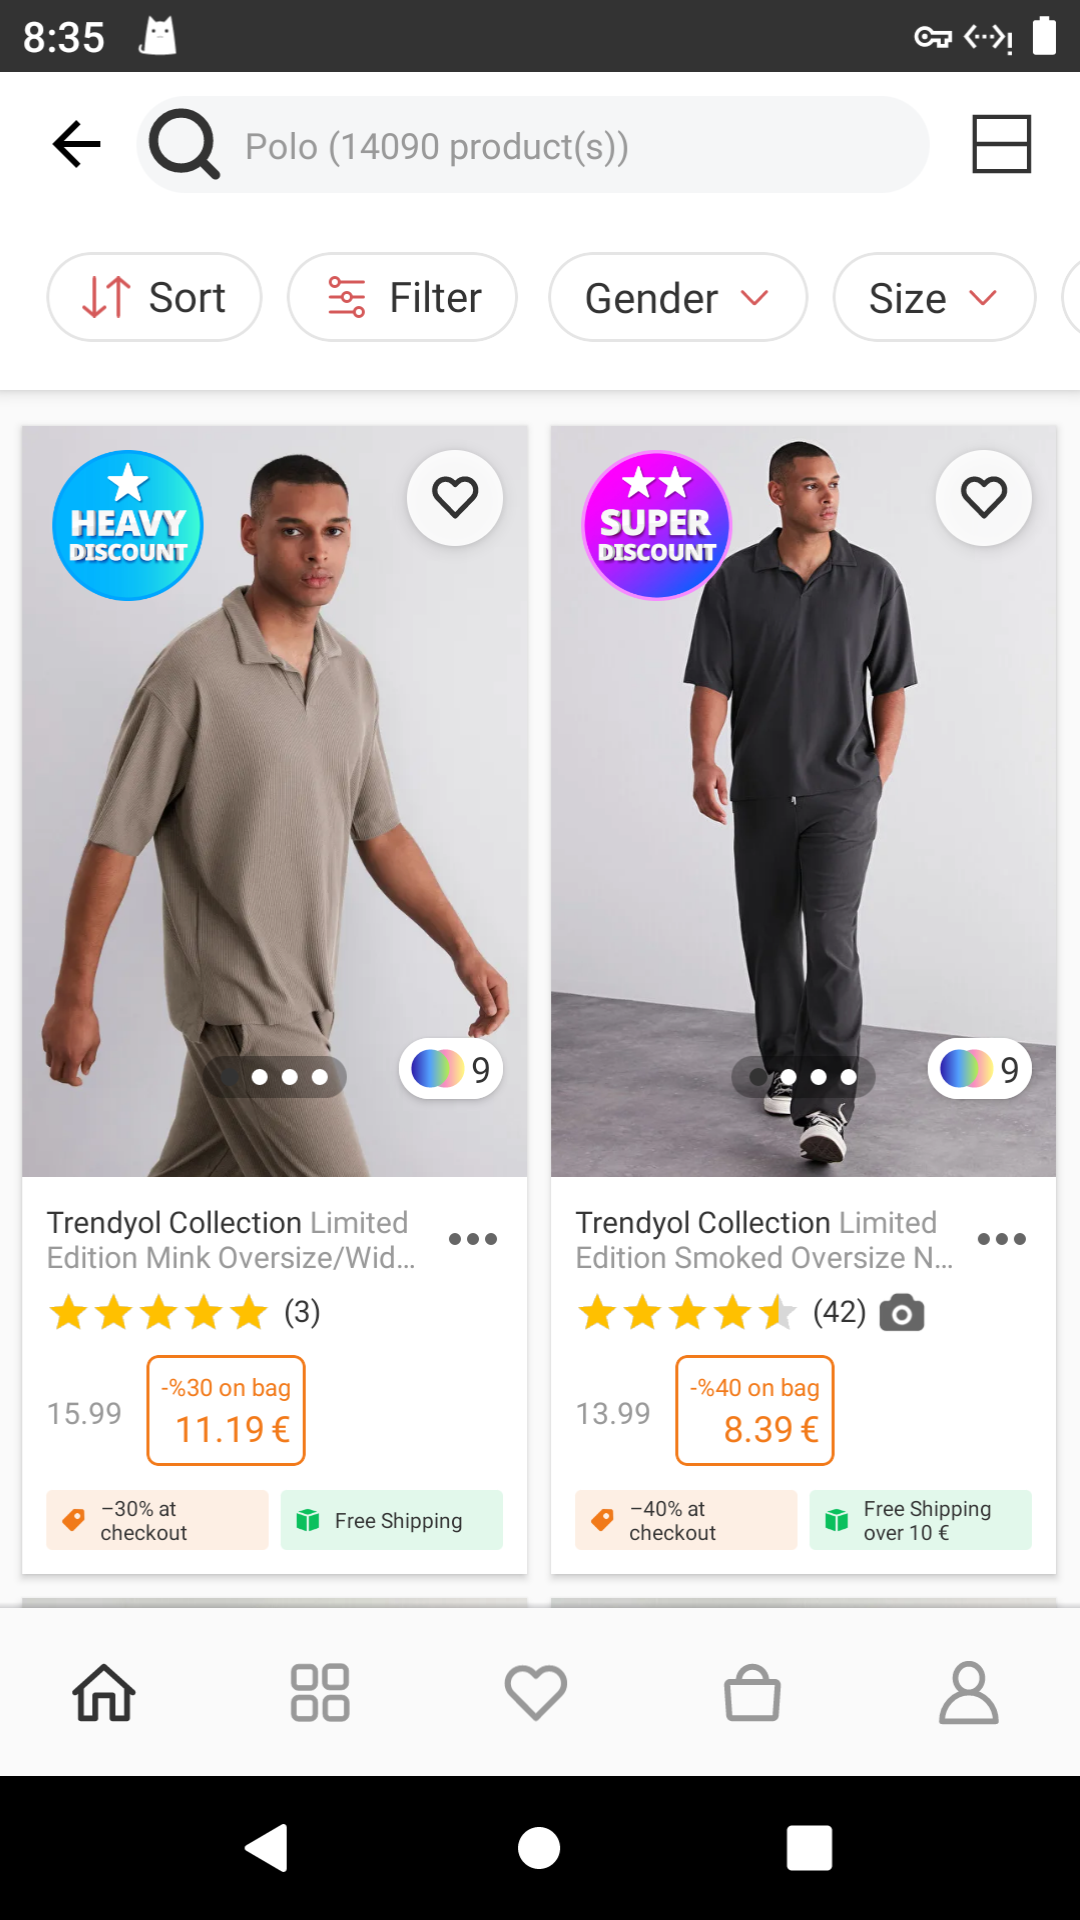 8:35
Polo (14090 product(s))
Sort
Filter
Gender
Size
HEAVY
DISCOUNT
9
SUPER
DISCOUNT
9
Trendyol Collection Limited
Edition Mink Oversize/Wid...
(3)
15.99
-%30 on bag
11.19 €
–30% at
checkout
Free Shipping
Trendyol Collection Limited
Edition Smoked Oversize N...
(42)
13.99
-%40 on bag
8.39 €
–40% at
checkout
Free Shipping
over 10 €